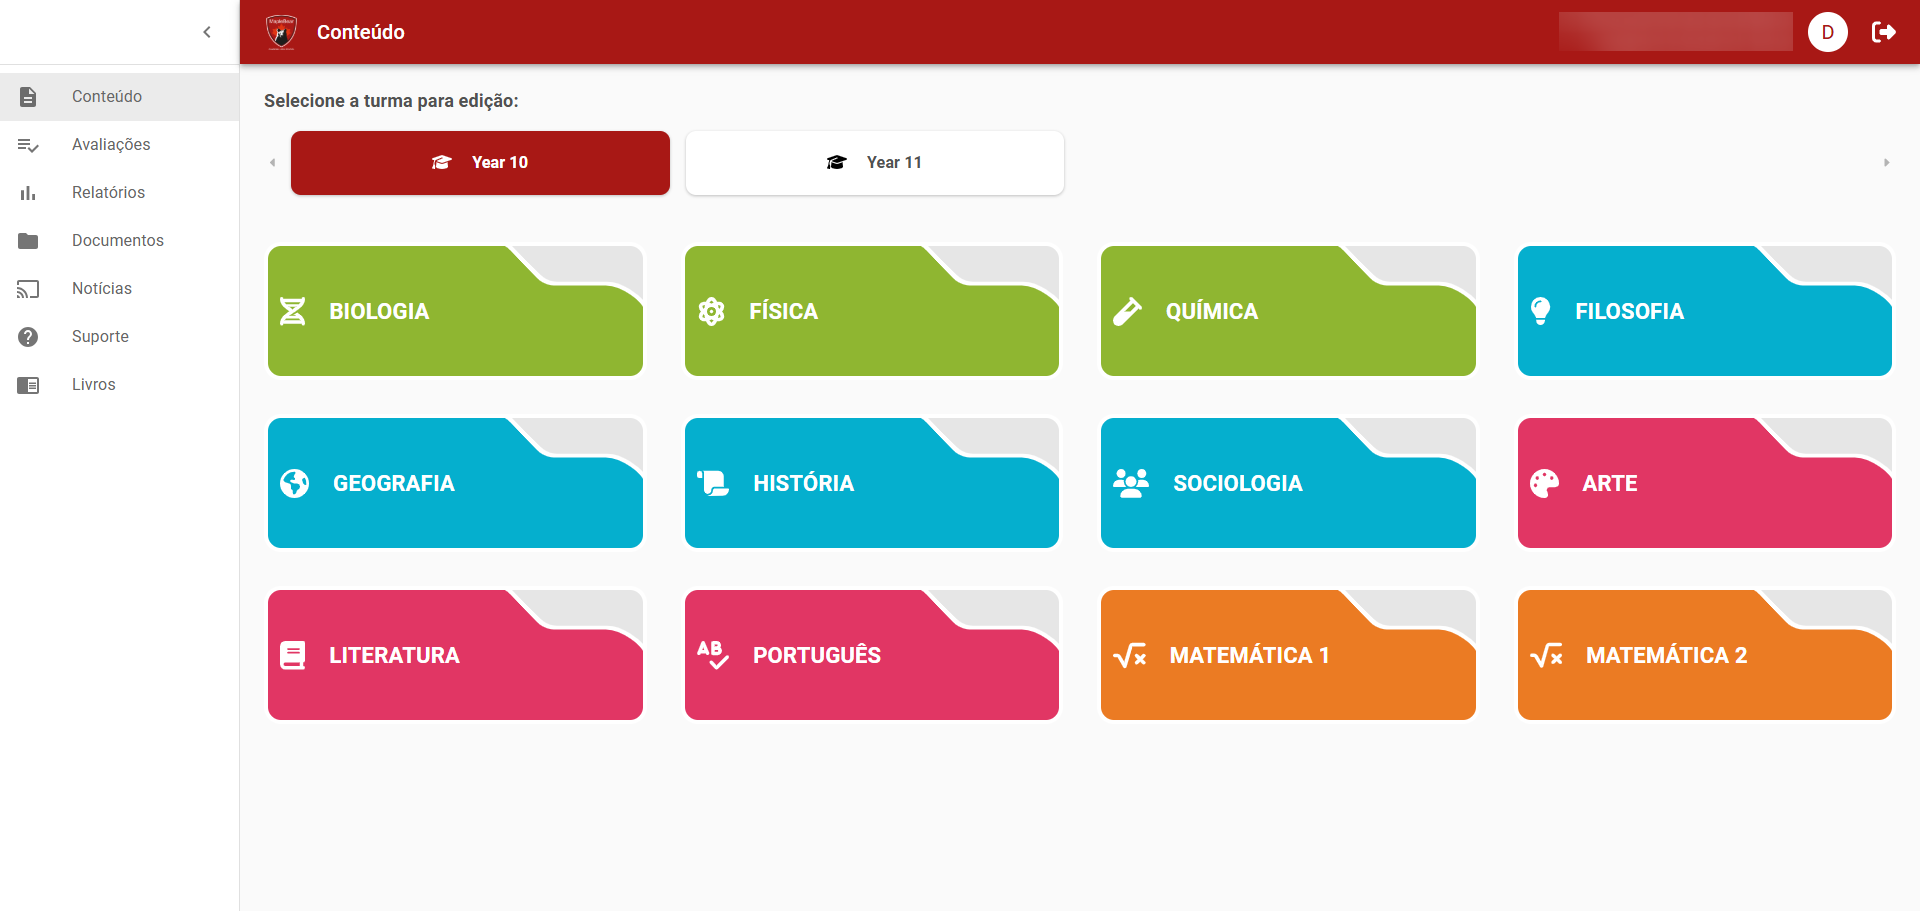 MapleBear
Conteúdo
D
Conteúdo
Avaliações
Relatórios
Documentos
Notícias
Suporte
Livros
Selecione a turma para edição:
Year 10
Year 11
BIOLOGIA
FÍSICA
QUÍMICA
FILOSOFIA
GEOGRAFIA
HISTÓRIA
SOCIOLOGIA
ARTE
LITERATURA
AB
PORTUGUÊS
√x
MATEMÁTICA 1
√x
MATEMÁTICA 2